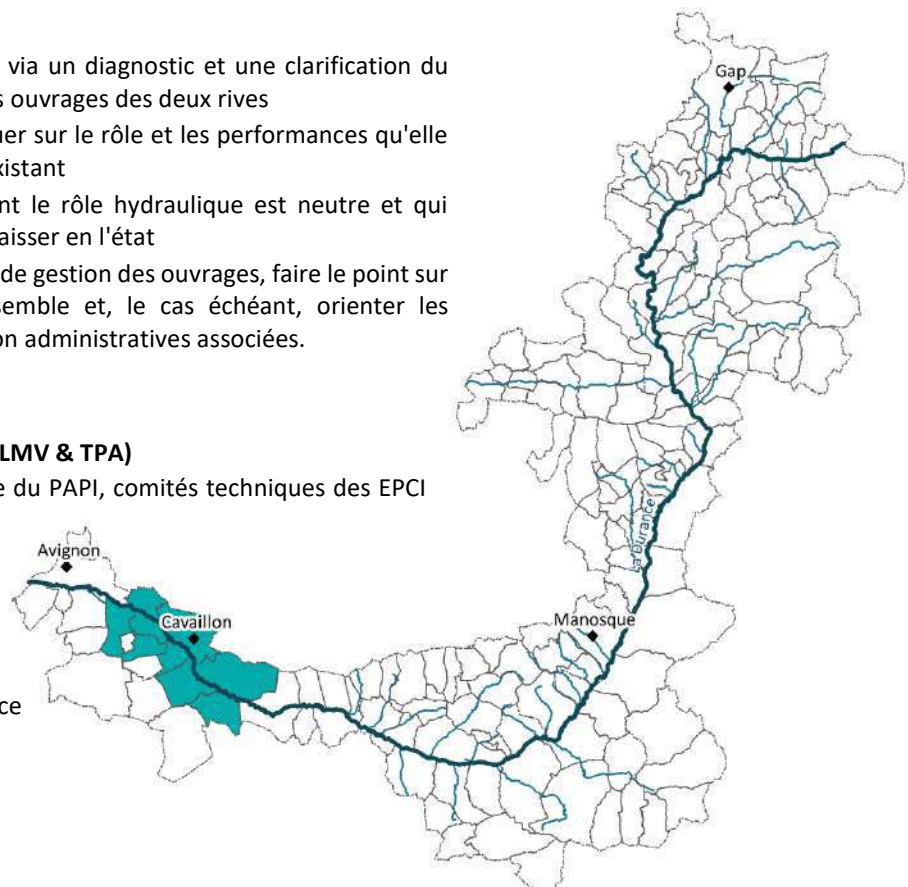 via un diagnostic et une clarification du
s ouvrages des deux rives
uer sur le rôle et les performances qu'elle
xistant
nt le rôle hydraulique est neutre et qui
aisser en l'état
de gestion des ouvrages, faire le point sur
semble et, le cas échéant, orienter les
on administratives associées.
LMV & TPA)
e du PAPI, comités techniques des EPCI
ce
Gap
La Durance
Avignon
Cavaillon
Manosque